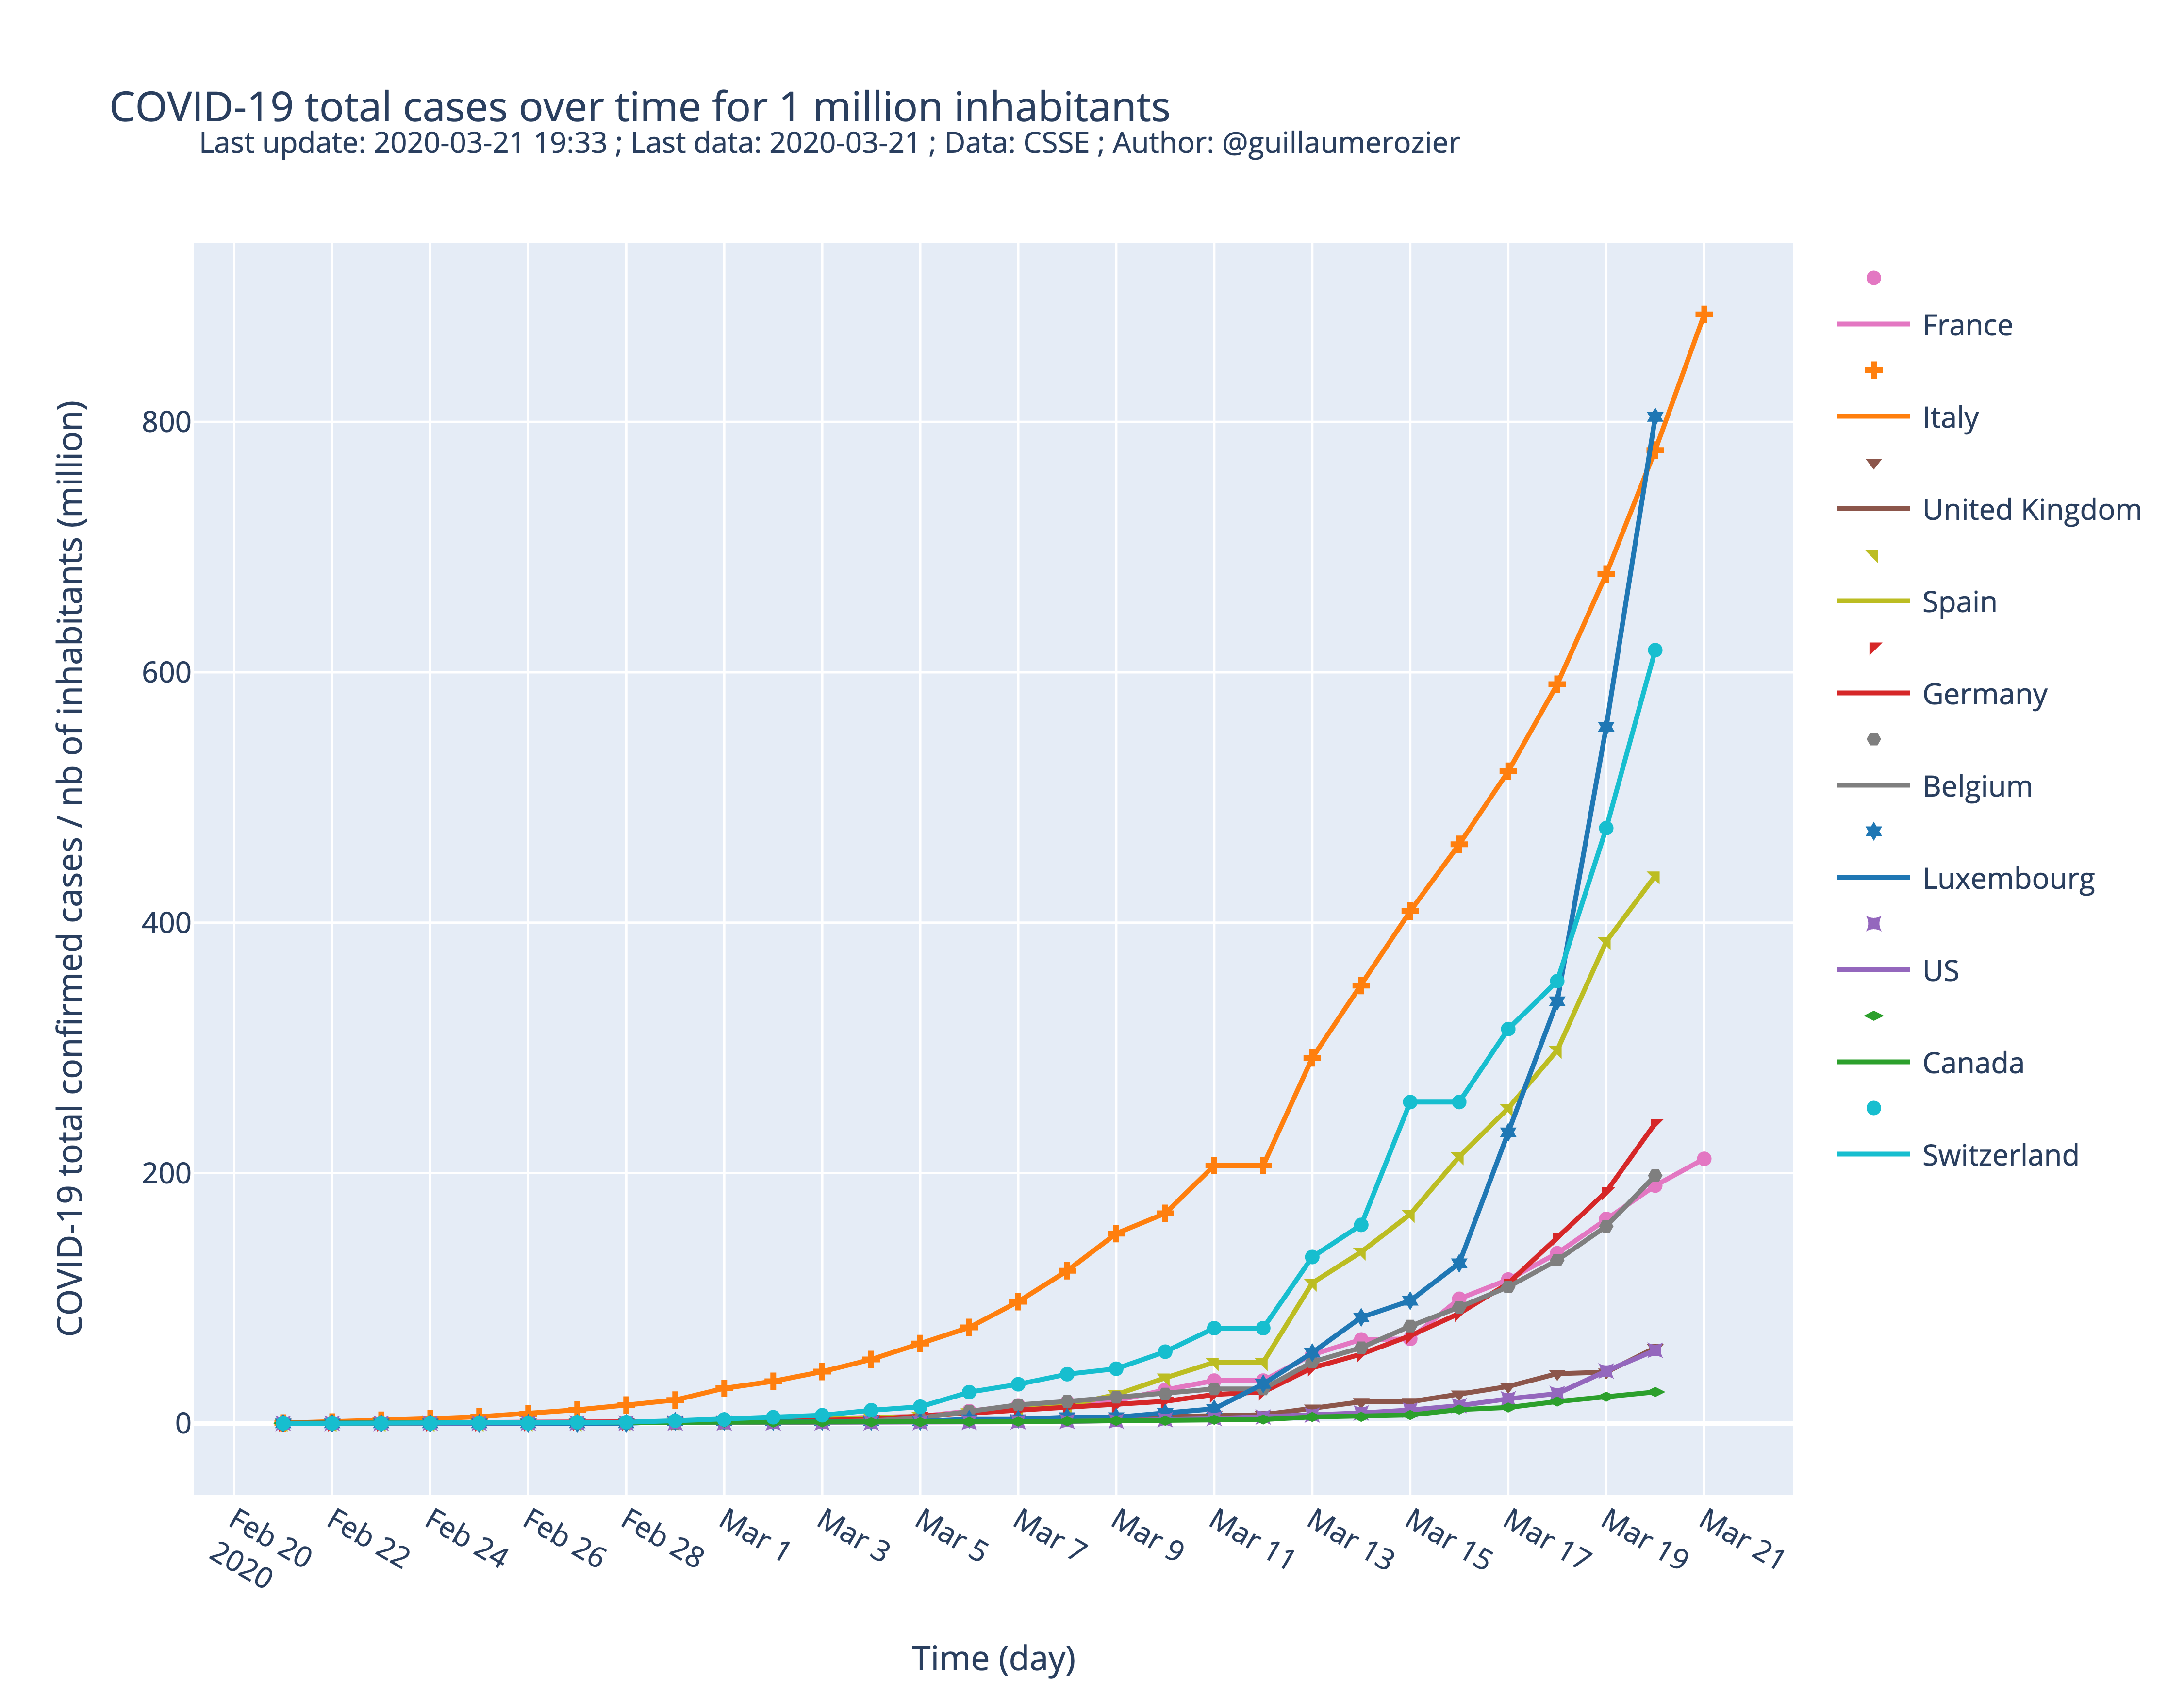 COVID-19 total cases over time for 1 million inhabitants
Last update: 2020-03-21 19:33 ; Last data: 2020-03-21 ; Data: CSSE ; Author: @guillaumerozier
COVID-19 total confirmed cases / nb of inhabitants (million)
800
600
400
200
0
Feb 20
2020
Feb 22
Feb 24
Feb 26
Feb 28
Mar 1
Mar 3
Mar 5
Mar 7
Mar 9
Mar 11
Mar 13
Mar 15
Mar 17
Mar 19
Mar 21
Time (day)
France
Italy
United Kingdom
Spain
Germany
Belgium
Luxembourg
US
Canada
Switzerland